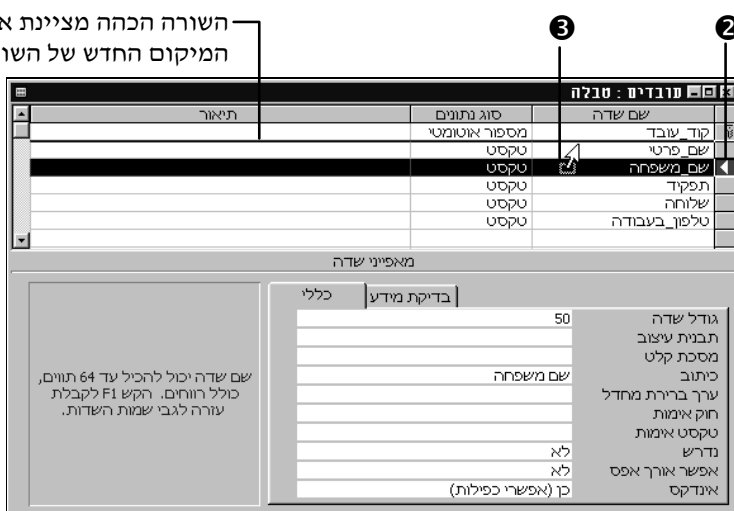 השורה הכהה מציינת
המיקום החדש של
❸ ❷
עובדים : טבלה
שם שדה סוג נתונים תיאור
קוד_עובד מספור אוטומטי
שם_פרטי טקסט
שם_משפחה טקסט
תפקיד טקסט
שלוחה טקסט
טלפון_בעבודה טקסט
מאפייני שדה
כללי בדיקת מידע
גודל שדה 50
תבנית עיצוב
מסכת קלט
כיתוב שם משפחה
ערך ברירת מחדל
חוק אימות
טקסט אימות
נדרש לא
אפשר אורך אפס לא
אינדקס כן (אפשרי כפילות)
שם שדה יכול להכיל עד 64 תווים,
כולל רווחים. הקש F1 לקבלת
עזרה לגבי שמות השדות.